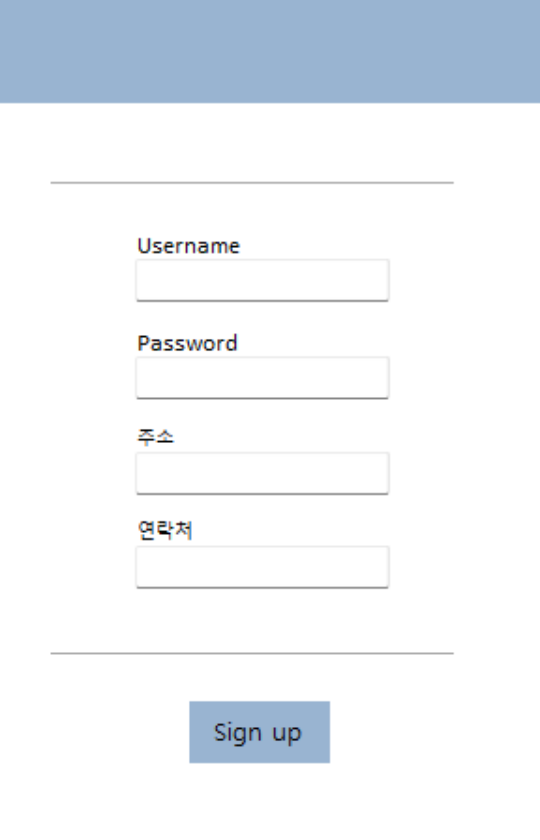 Username
Password
주소
연락처
Sign up